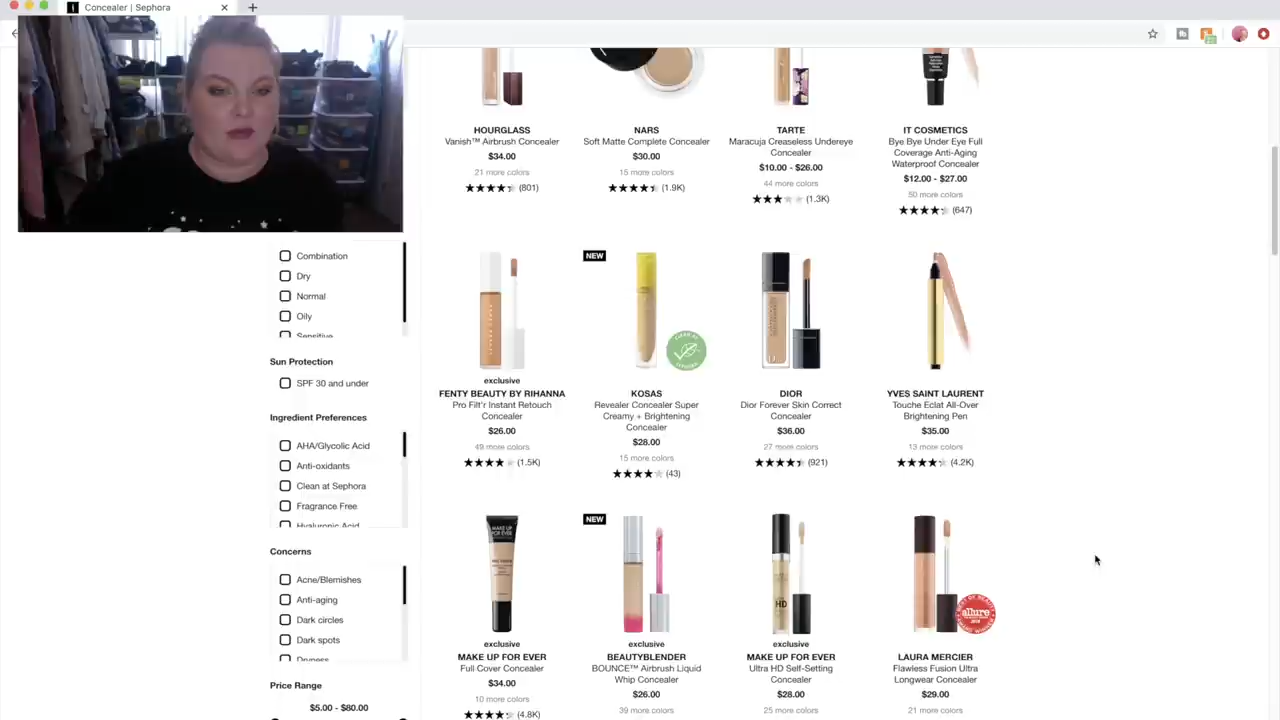 Concealer | Sephora
HOURGLASS
Vanish™ Airbrush Concealer
$34.00
21 more colors
(801)
NARS
Soft Matte Complete Concealer
$30.00
15 more colors
(1.9K)
TARTE
Maracuja Creaseless Undereye
Concealer
$10.00 - $26.00
44 more colors
(1.3K)
IT COSMETICS
Bye Bye Under Eye Full
Coverage Anti-Aging
Waterproof Concealer
$12.00 - $27.00
50 more colors
(647)
Combination
Dry
Normal
Oily
Sensitive
Sun Protection
SPF 30 and under
Ingredient Preferences
AHA/Glycolic Acid
Anti-oxidants
Clean at Sephora
Fragrance Free
Hyaluronic Acid
Concerns
Acne/Blemishes
Anti-aging
Dark circles
Dark spots
Dryness
Price Range
$5.00 - $80.00
exclusive
FENTY BEAUTY BY RIHANNA
Pro Filt'r Instant Retouch
Concealer
$26.00
49 more colors
(1.5K)
NEW
KOSAS
Revealer Concealer Super
Creamy + Brightening
Concealer
$28.00
15 more colors
(43)
DIOR
Dior Forever Skin Correct
Concealer
$36.00
27 more colors
(921)
YVES SAINT LAURENT
Touche Eclat All-Over
Brightening Pen
$35.00
13 more colors
(4.2K)
MAKE UP
FOR EVER
exclusive
MAKE UP FOR EVER
Full Cover Concealer
$34.00
10 more colors
(4.8K)
NEW
exclusive
BEAUTYBLENDER
BOUNCE™ Airbrush Liquid
Whip Concealer
$26.00
39 more colors
HD
exclusive
MAKE UP FOR EVER
Ultra HD Self-Setting
Concealer
$28.00
25 more colors
allure
LAURA MERCIER
Flawless Fusion Ultra
Longwear Concealer
$29.00
21 more colors